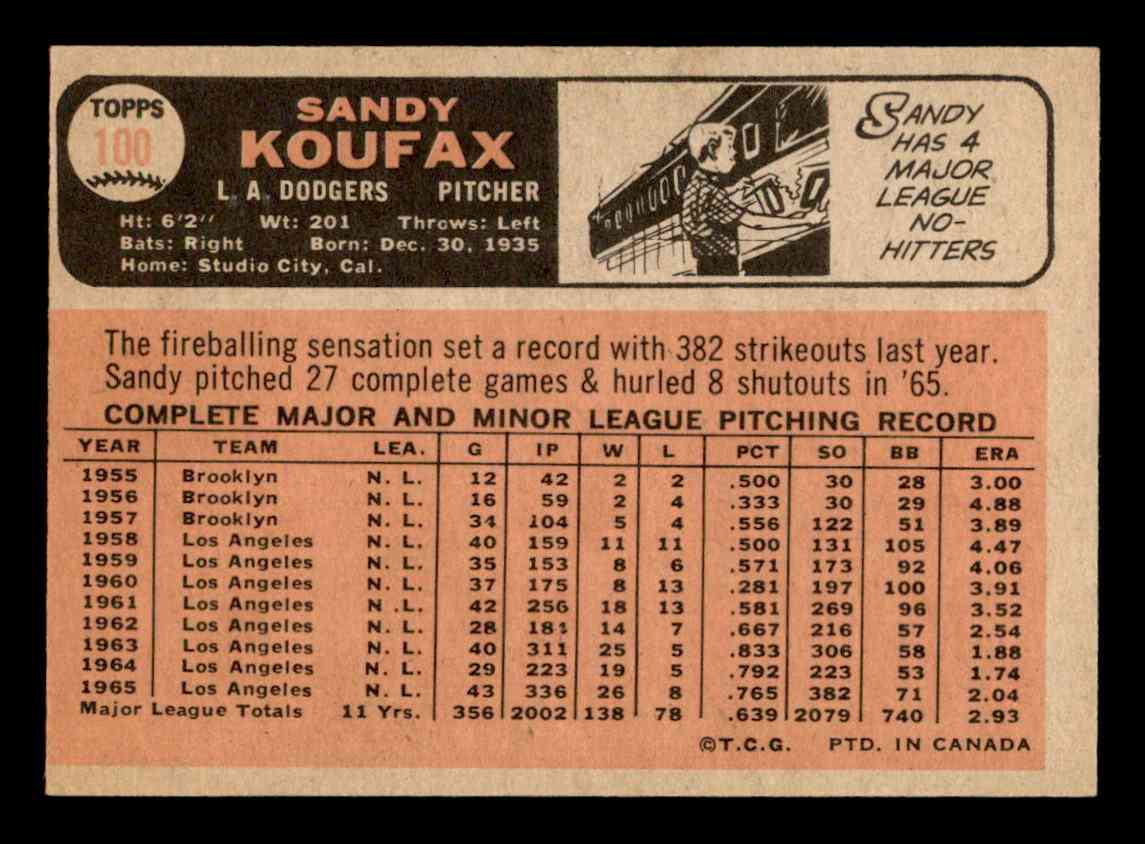 TOPPS
100
SANDY
KOUFAX
L. A. DODGERS PITCHER
Ht: 6'2" Wt: 201 Throws: Left
Bats: Right Born: Dec. 30, 1935
Home: Studio City, Cal.
SANDY
HAS 4
MAJOR
LEAGUE
NO-
HITTERS
The fireballing sensation set a record with 382 strikeouts last year.
Sandy pitched 27 complete games & hurled 8 shutouts in '65.
COMPLETE MAJOR AND MINOR LEAGUE PITCHING RECORD
YEAR TEAM LEA. G IP W L PCT SO BB ERA
1955 Brooklyn N. L. 12 42 2 2 .500 30 28 3.00
1956 Brooklyn N. L. 16 59 2 4 .333 30 29 4.88
1957 Brooklyn N. L. 34 104 5 4 .556 122 51 3.89
1958 Los Angeles N. L. 40 159 11 11 .500 131 105 4.47
1959 Los Angeles N. L. 35 153 8 6 .571 173 92 4.06
1960 Los Angeles N. L. 37 175 8 13 .281 197 100 3.91
1961 Los Angeles N .L. 42 256 18 13 .581 269 96 3.52
1962 Los Angeles N. L. 28 181 14 7 .667 216 57 2.54
1963 Los Angeles N. L. 40 311 25 5 .833 306 58 1.88
1964 Los Angeles N. L. 29 223 19 5 .792 223 53 1.74
1965 Los Angeles N. L. 43 336 26 8 .765 382 71 2.04
Major League Totals 11 Yrs. 356 2002 138 78 .639 2079 740 2.93
©T.C.G. PTD. IN CANADA